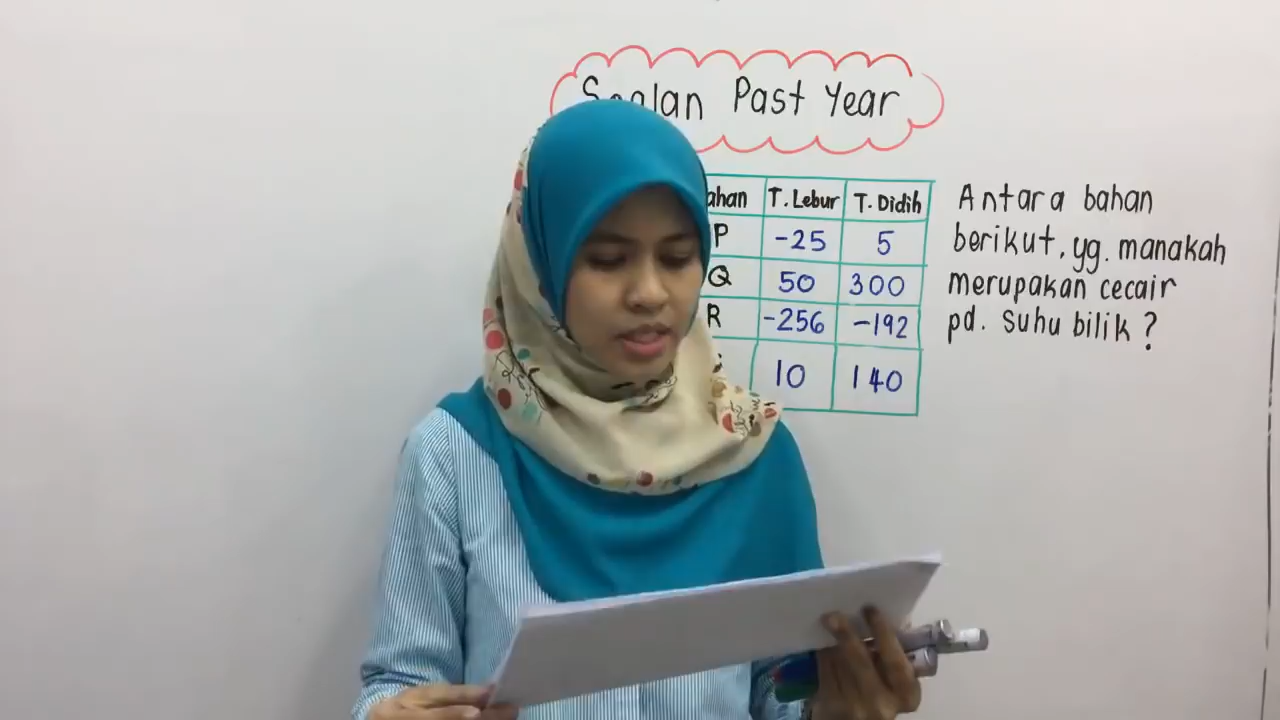 Past Year
T. Lebur T. Didih
P -25 5
Q 50 300
R -256 -192
10 140
Antara bahan
berikut, yg. manakah
merupakan cecair
pd. suhu bilik ?